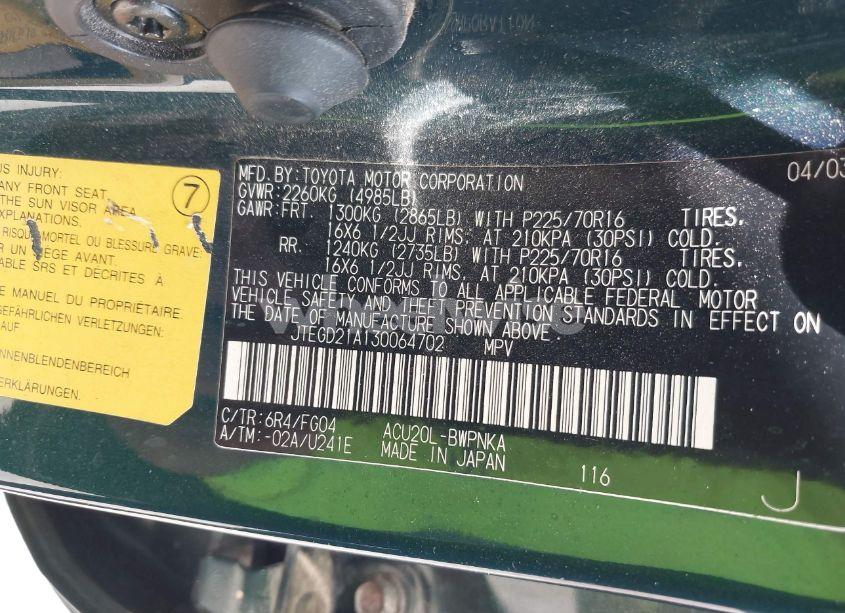 US INJURY:
ANY FRONT SEAT
THE SUN VISOR AREA
EXPLANATIONS.
7
RISQUE MORTEL OU BLESSURE GRAVE:
R UN SIÈGE AVANT.
ABLE SRS ET DÉCRITES À
E MANUEL DU PROPRIÉTAIRE
GEFÄHRLICHEN VERLETZUNGEN:
AUF
NNENBLENDENBEREICH
ERKLÄRUNGEN.
MFD.BY:TOYOTA MOTOR CORPORATION 04/03
GVWR:2260KG (4985LB)
GAWR:FRT. 1300KG (2865LB) WITH P225/70R16 TIRES.
16X6 1/2JJ RIMS, AT 210KPA (30PSI) COLD.
RR. 1240KG (2735LB) WITH P225/70R16 TIRES.
16X6 1/2JJ RIMS, AT 210KPA (30PSI) COLD.
THIS VEHICLE CONFORMS TO ALL APPLICABLE FEDERAL MOTOR
VEHICLE SAFETY AND THEFT PREVENTION STANDARDS IN EFFECT ON
THE DATE OF MANUFACTURE SHOWN ABOVE.
JTEGD21A130064702 MPV
C/TR:6R4/FG04 ACU20L-BWPNKA
A/TM:-02A/U241E MADE IN JAPAN
116
J